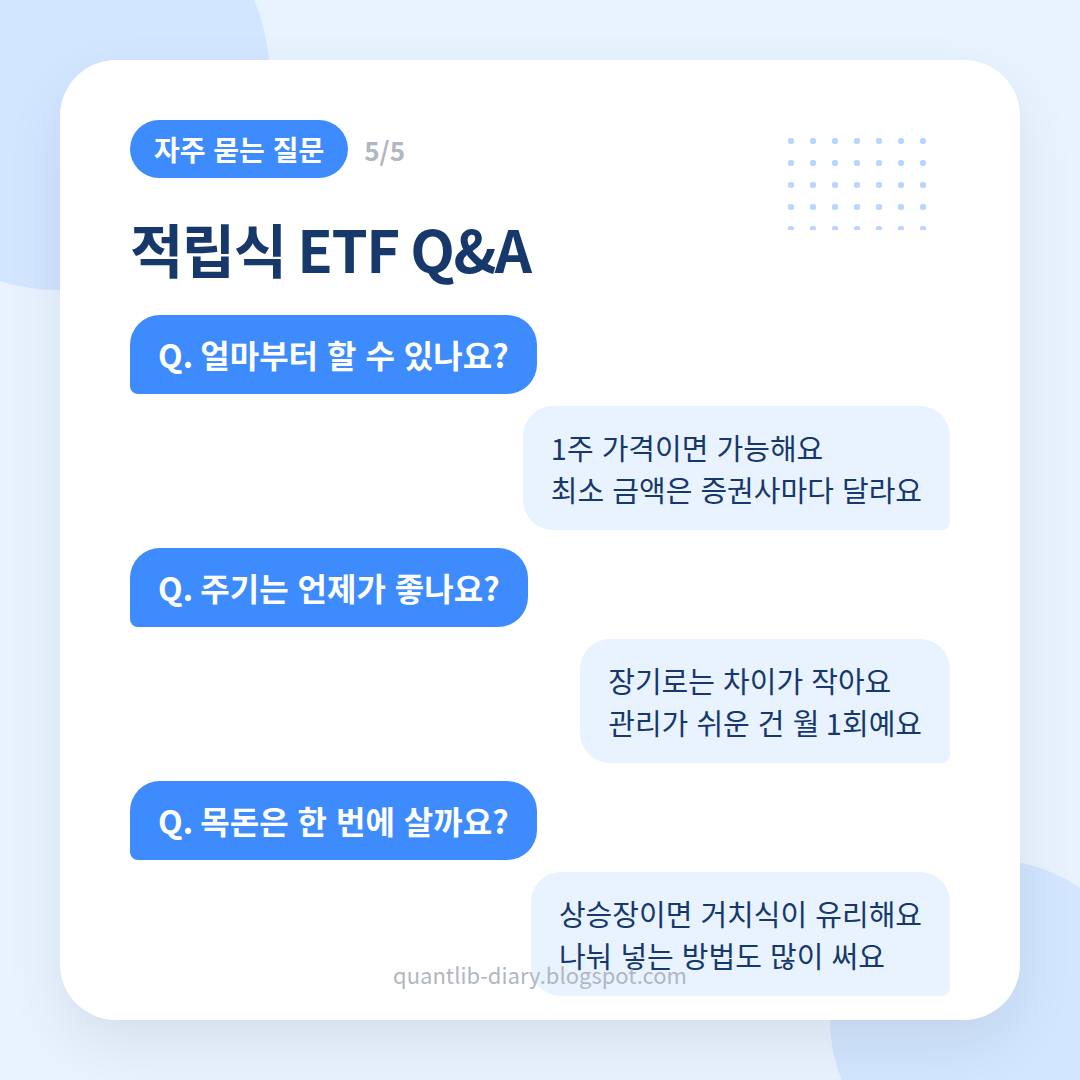 자주 묻는 질문 5/5
적립식 ETF Q&A
Q. 얼마부터 할 수 있나요?
1주 가격이면 가능해요
최소 금액은 증권사마다 달라요
Q. 주기는 언제가 좋나요?
장기로는 차이가 작아요
관리가 쉬운 건 월 1회예요
Q. 목돈은 한 번에 살까요?
상승장이면 거치식이 유리해요
나눠 넣는 방법도 많이 써요
quantlib-diary.blogspot.com